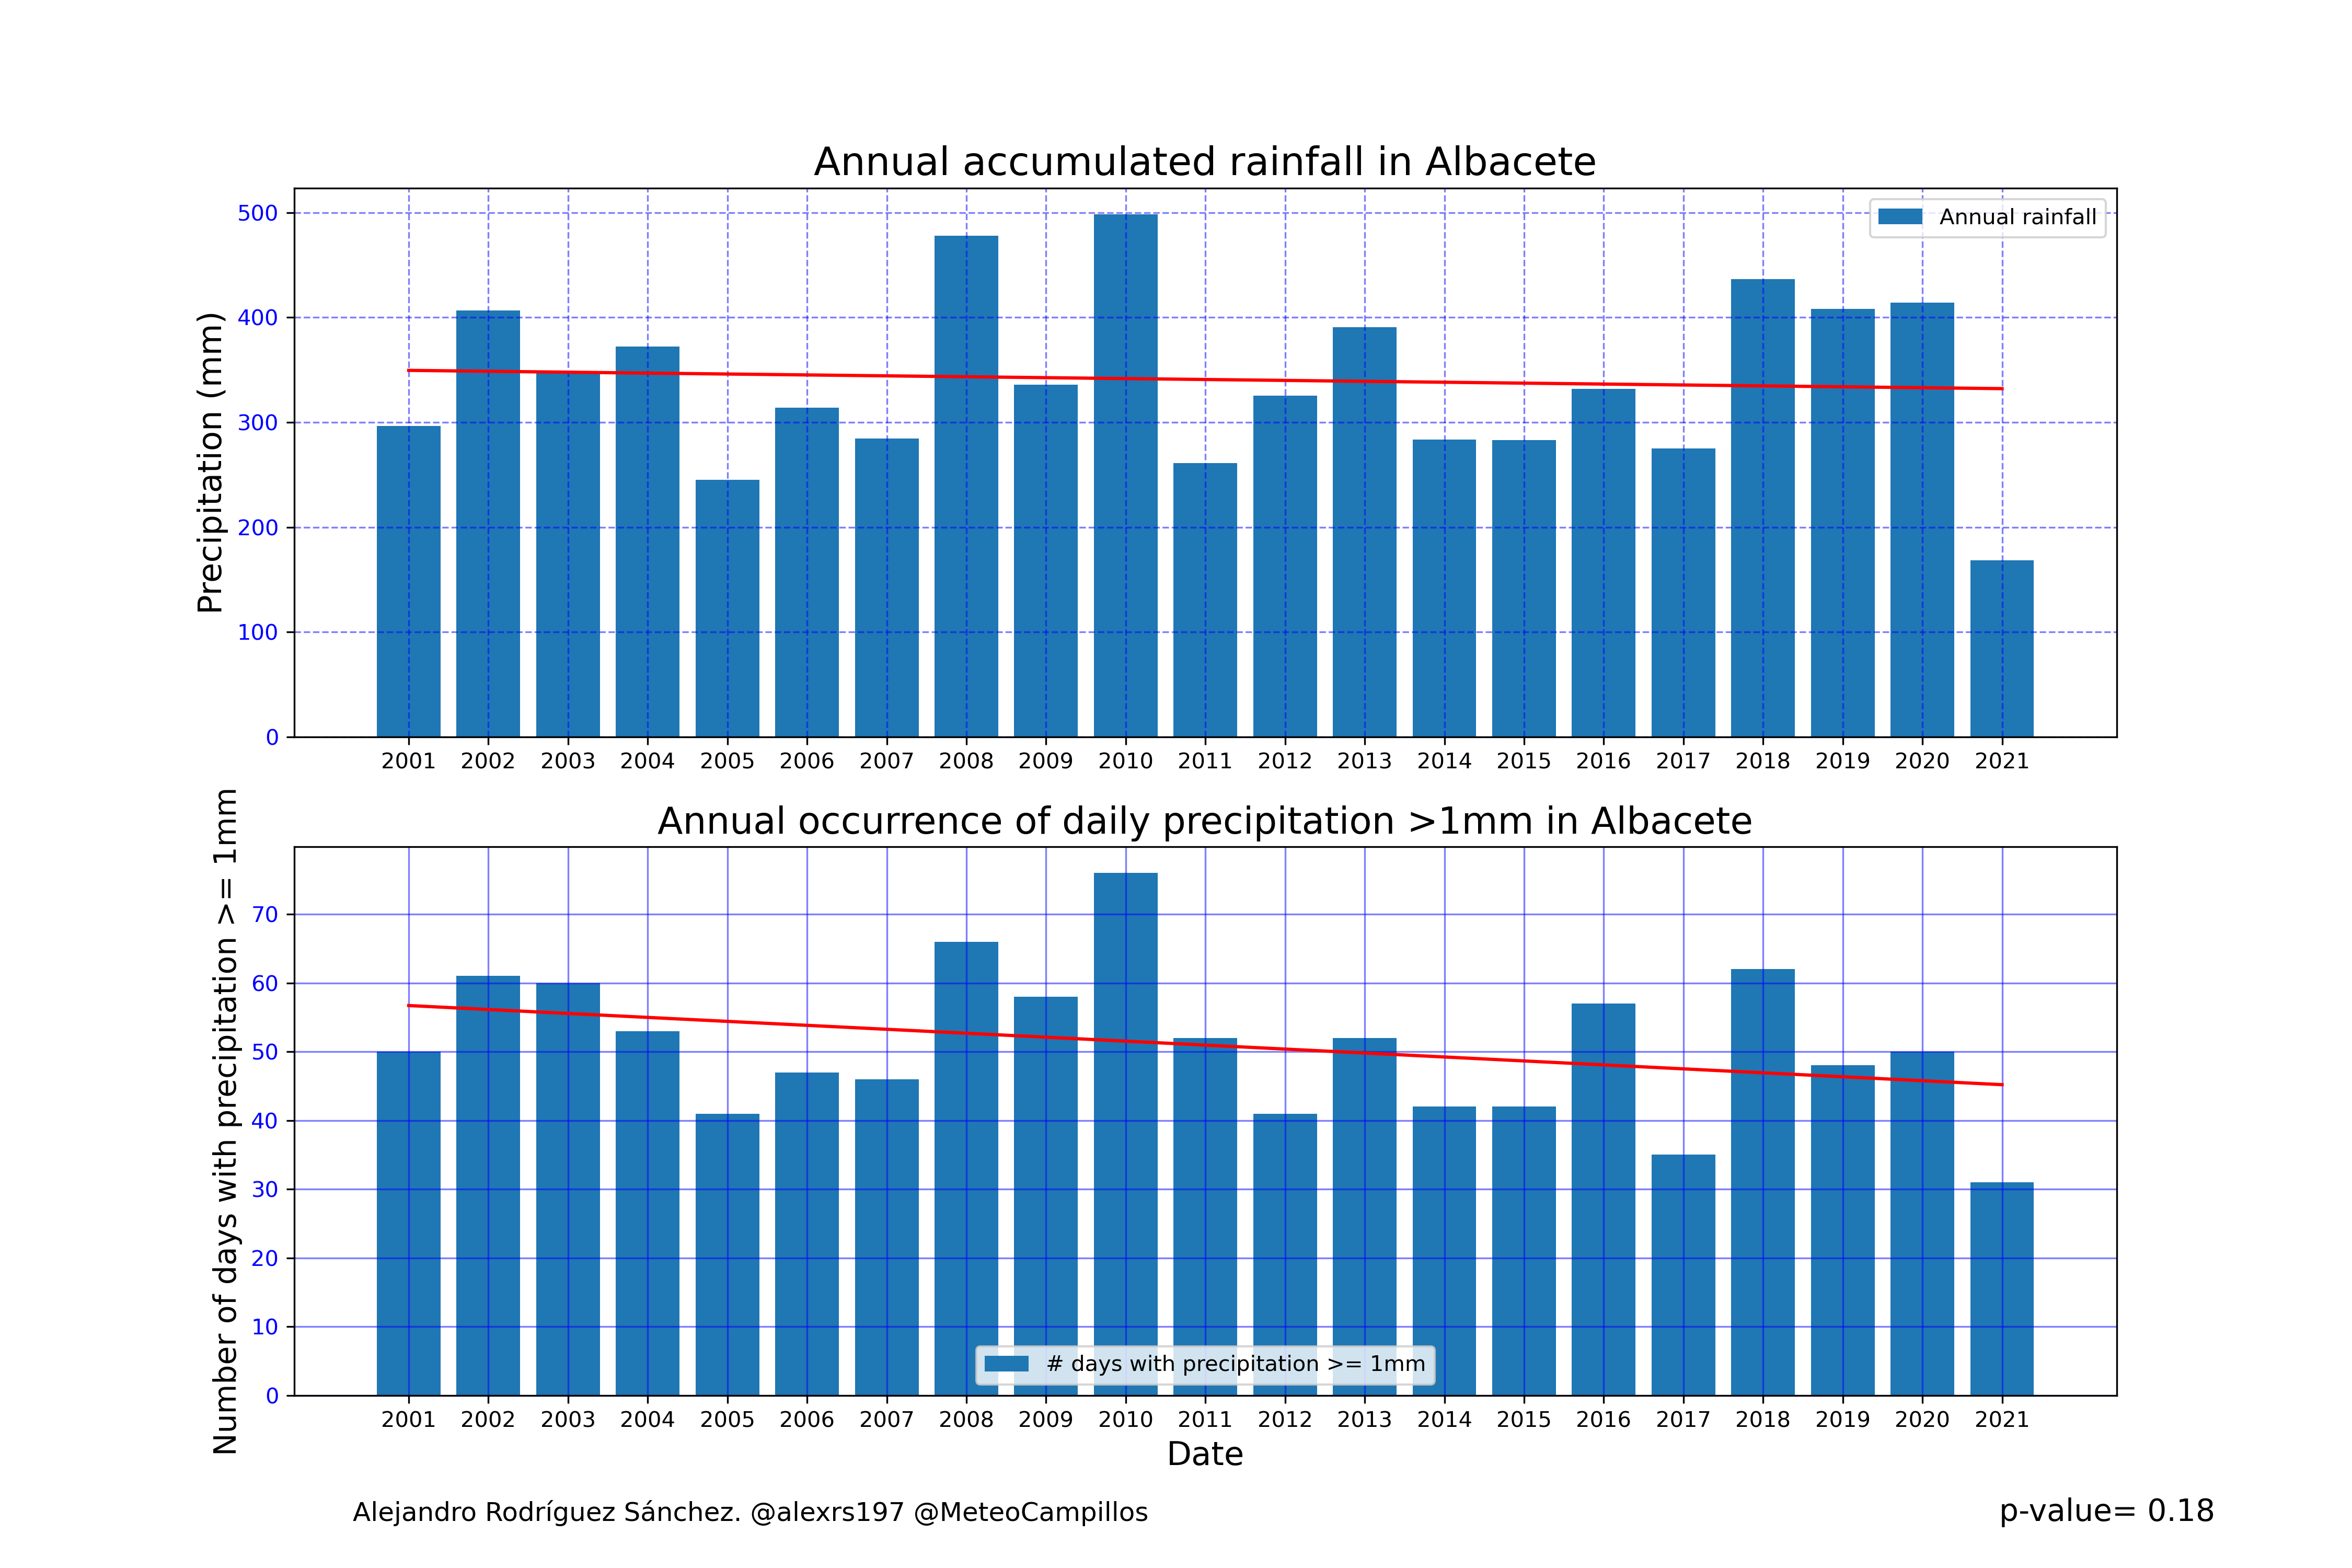 Annual accumulated rainfall in Albacete
Precipitation (mm)
500
400
300
200
100
0
Annual rainfall
2001 2002 2003 2004 2005 2006 2007 2008 2009 2010 2011 2012 2013 2014 2015 2016 2017 2018 2019 2020 2021
Annual occurrence of daily precipitation >1mm in Albacete
Number of days with precipitation >= 1mm
70
60
50
40
30
20
10
0
# days with precipitation >= 1mm
2001 2002 2003 2004 2005 2006 2007 2008 2009 2010 2011 2012 2013 2014 2015 2016 2017 2018 2019 2020 2021
Date
Alejandro Rodríguez Sánchez. @alexrs197 @MeteoCampillos
p-value= 0.18